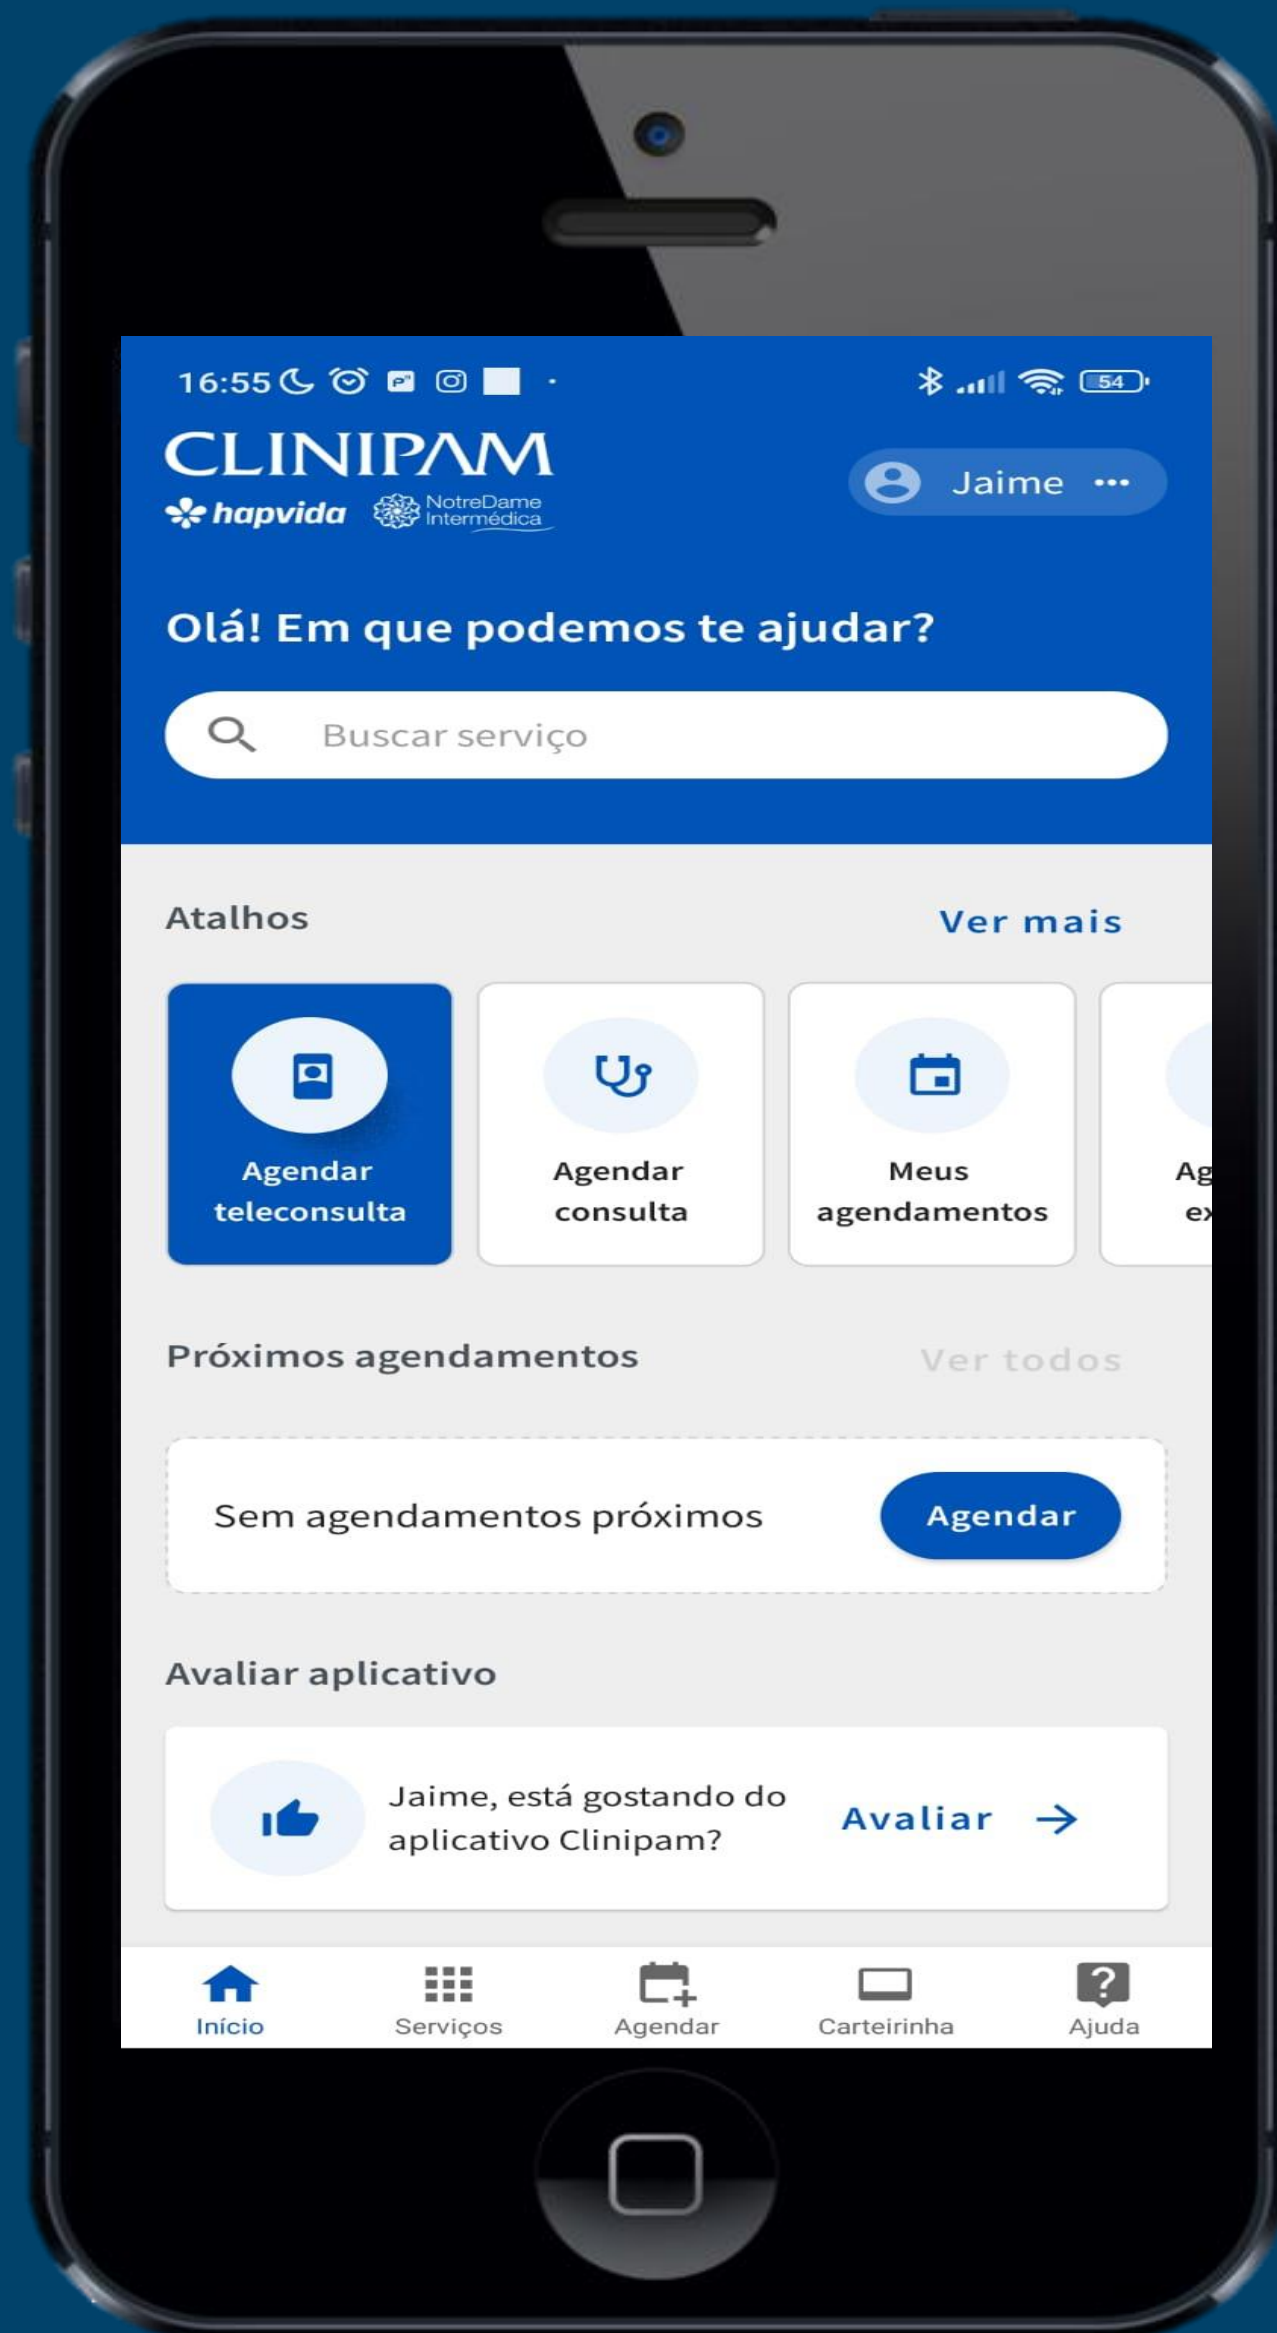 16:55
54
CLINIPAM
hapvida NotreDame
Intermédica
Jaime ...
Olá! Em que podemos te ajudar?
Buscar serviço
Atalhos
Ver mais
Agendar
teleconsulta
Agendar
consulta
Meus
agendamentos
Ag
ex
Próximos agendamentos
Ver todos
Sem agendamentos próximos
Agendar
Avaliar aplicativo
Jaime, está gostando do
aplicativo Clinipam?
Avaliar →
Início
Serviços
Agendar
Carteirinha
Ajuda